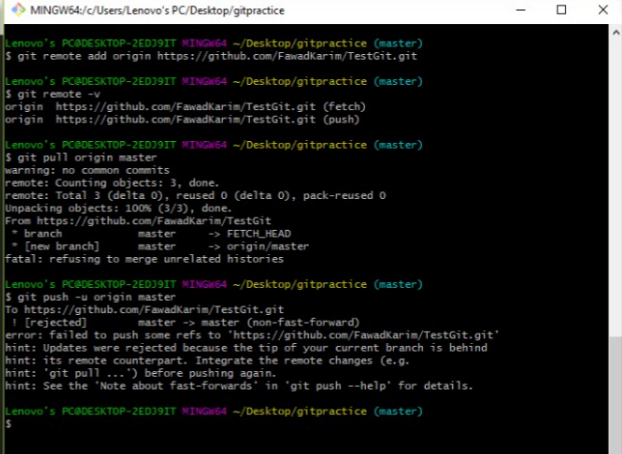 MINGW64:/c/Users/Lenovo's PC/Desktop/gitpractice
Lenovo's PC@DESKTOP-2EDJ9IT MINGW64 ~/Desktop/gitpractice (master)
$ git remote add origin https://github.com/FawadKarim/TestGit.git
Lenovo's PC@DESKTOP-2EDJ9IT MINGW64 ~/Desktop/gitpractice (master)
$ git remote -v
origin  https://github.com/FawadKarim/TestGit.git (fetch)
origin  https://github.com/FawadKarim/TestGit.git (push)
Lenovo's PC@DESKTOP-2EDJ9IT MINGW64 ~/Desktop/gitpractice (master)
$ git pull origin master
warning: no common commits
remote: Counting objects: 3, done.
remote: Total 3 (delta 0), reused 0 (delta 0), pack-reused 0
Unpacking objects: 100% (3/3), done.
From https://github.com/FawadKarim/TestGit
 * branch            master     -> FETCH_HEAD
 * [new branch]      master     -> origin/master
fatal: refusing to merge unrelated histories
Lenovo's PC@DESKTOP-2EDJ9IT MINGW64 ~/Desktop/gitpractice (master)
$ git push -u origin master
To https://github.com/FawadKarim/TestGit.git
 ! [rejected]        master -> master (non-fast-forward)
error: failed to push some refs to 'https://github.com/FawadKarim/TestGit.git'
hint: Updates were rejected because the tip of your current branch is behind
hint: its remote counterpart. Integrate the remote changes (e.g.
hint: 'git pull ...') before pushing again.
hint: See the 'Note about fast-forwards' in 'git push --help' for details.
Lenovo's PC@DESKTOP-2EDJ9IT MINGW64 ~/Desktop/gitpractice (master)
$